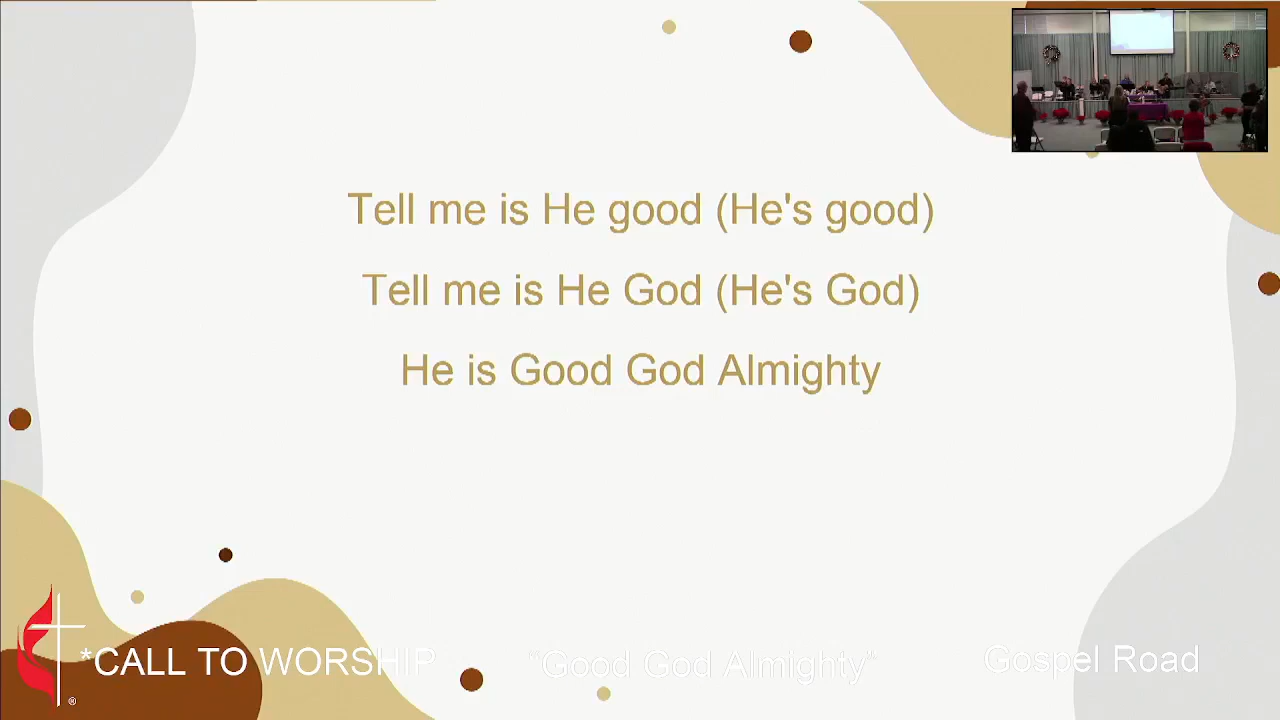 Tell me is He good (He's good)
Tell me is He God (He's God)
He is Good God Almighty
*CALL TO WORSHIP "Good God Almighty" Gospel Road
®